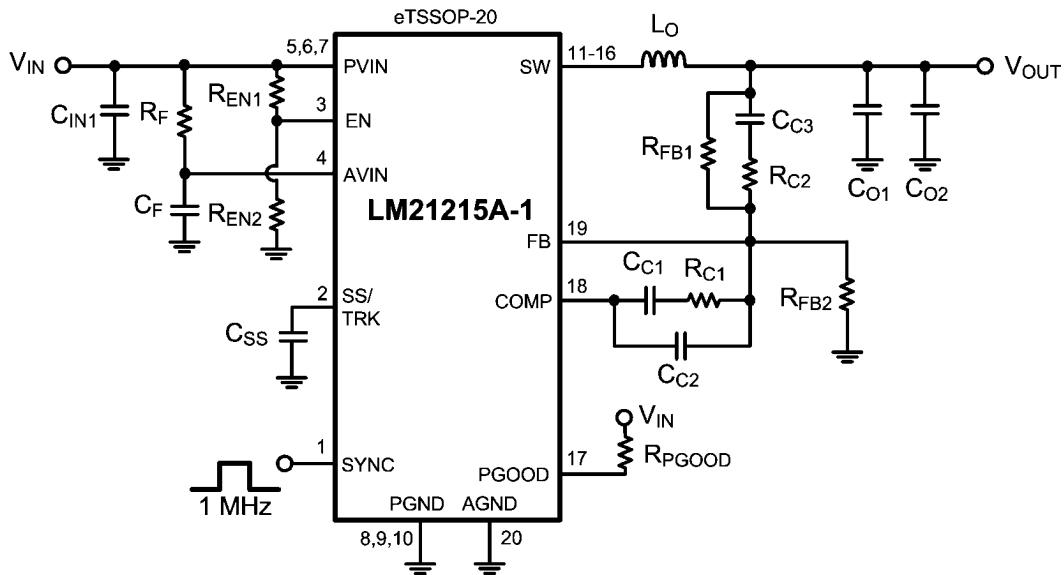 eTSSOP-20
V_IN
5,6,7
PVIN
SW
11-16
L_O
V_OUT
C_IN1
R_F
R_EN1
3
EN
4
AVIN
C_F
R_EN2
LM21215A-1
R_FB1
C_C3
R_C2
C_O1
C_O2
FB
19
C_C1
R_C1
COMP
18
R_FB2
C_C2
2
SS/
TRK
C_SS
V_IN
R_PGOOD
1
SYNC
PGOOD
17
1 MHz
PGND
AGND
8,9,10
20